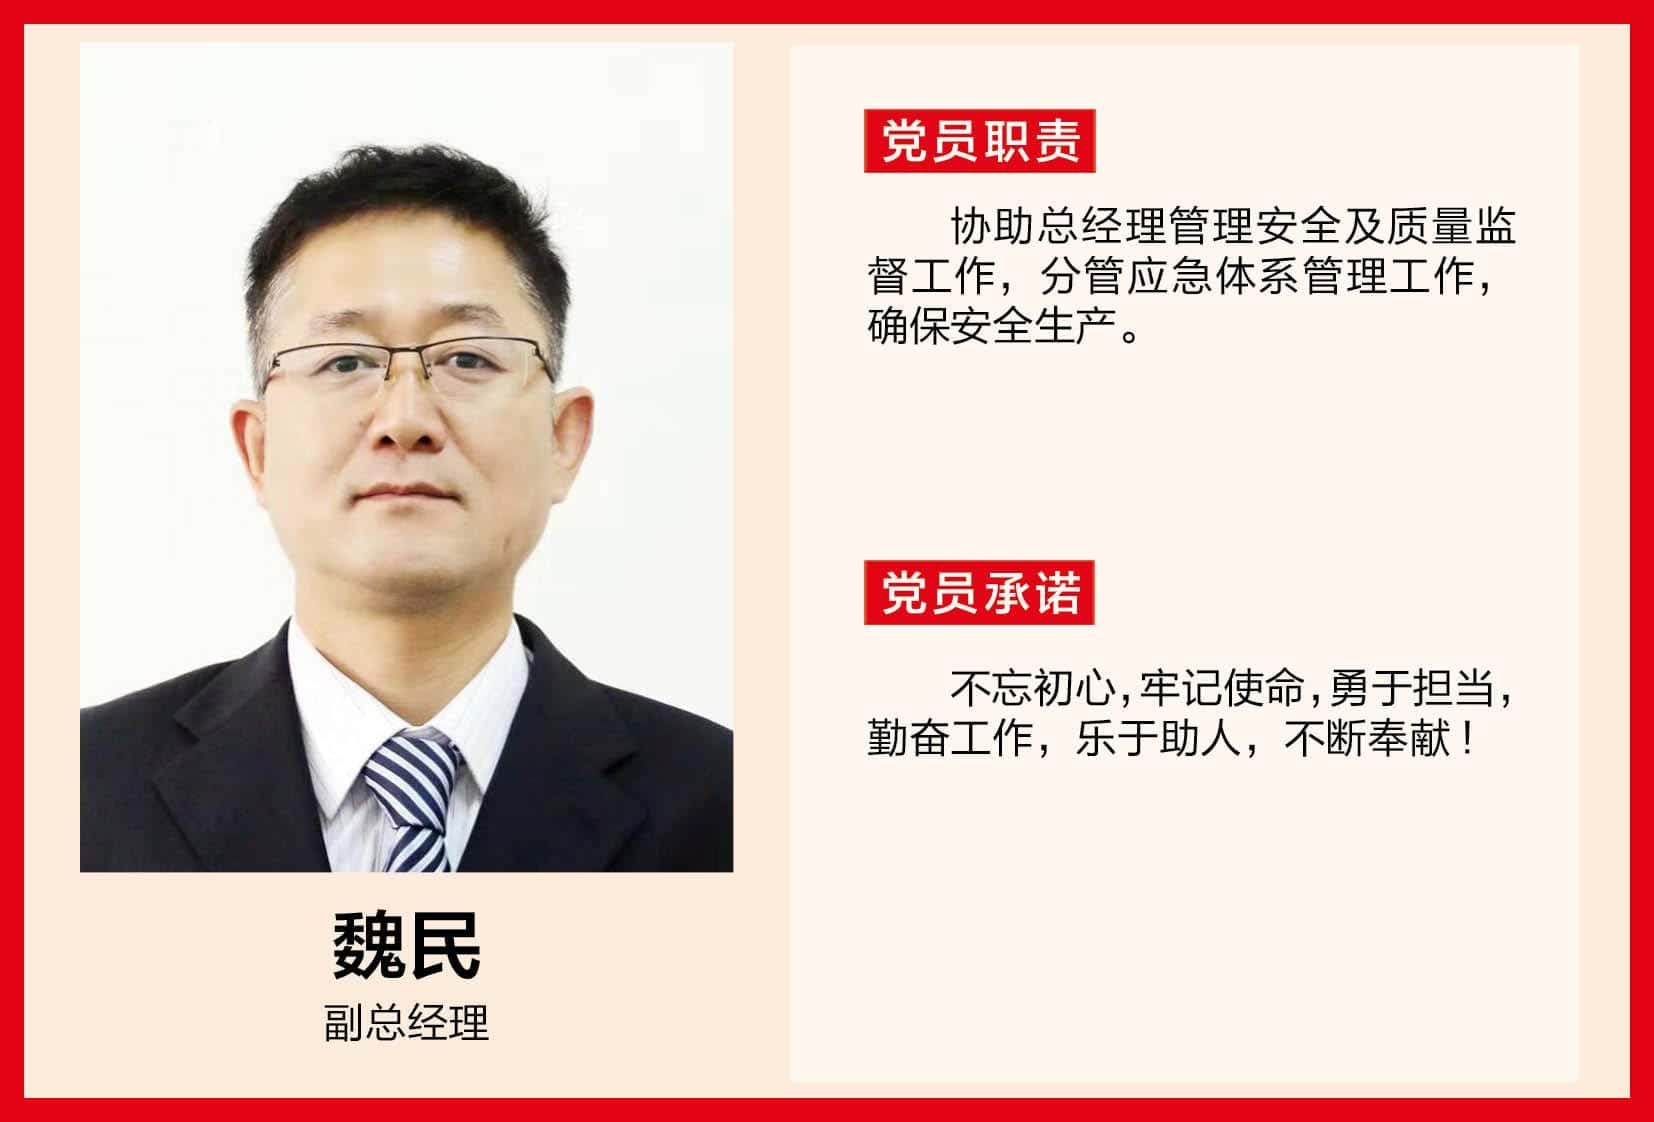 党员职责
协助总经理管理安全及质量监
督工作，分管应急体系管理工作，
确保安全生产。
党员承诺
不忘初心，牢记使命，勇于担当，
勤奋工作，乐于助人，不断奉献！
魏民
副总经理